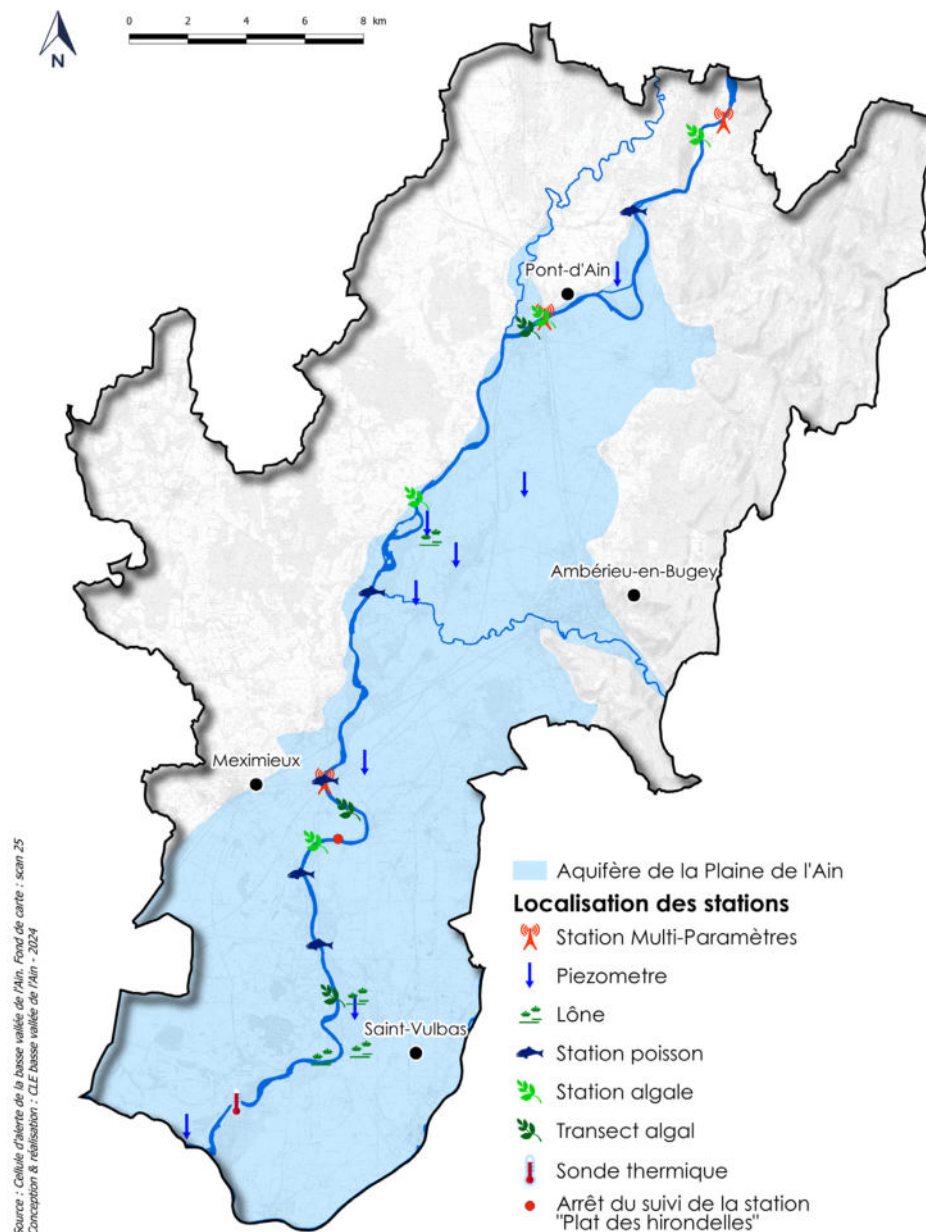 N
0 2 4 6 8 km
Pont-d'Ain
Ambérieu-en-Bugey
Meximieux
Saint-Vulbas
Aquifère de la Plaine de l'Ain
Localisation des stations
Station Multi-Paramètres
Piezometre
Lône
Station poisson
Station algale
Transect algal
Sonde thermique
Arrêt du suivi de la station
"Plat des hirondelles"
Source : Cellule d'alerte de la basse vallée de l'Ain. Fond de carte : scan 25
Conception & réalisation : CLE basse vallée de l'Ain - 2024